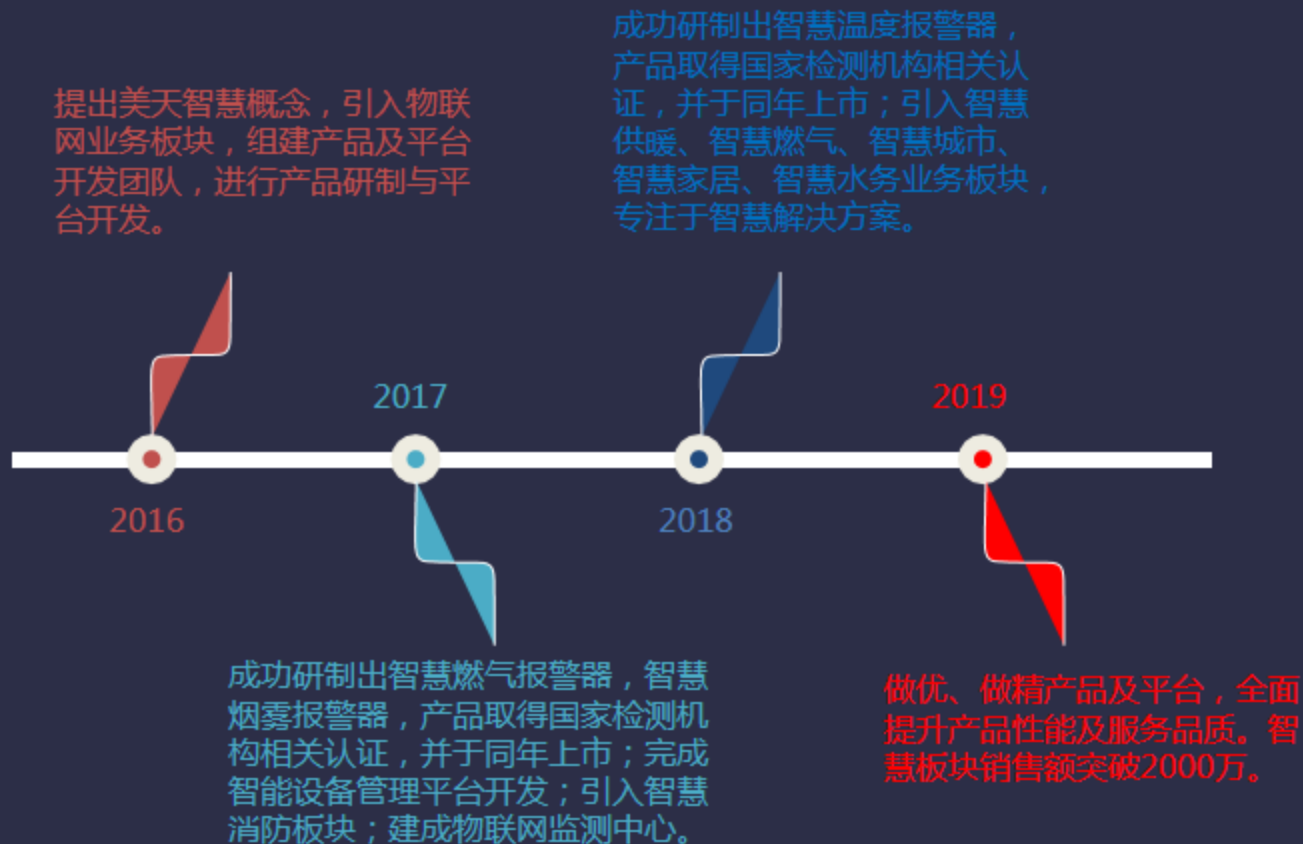 提出美天智慧概念，引入物联
网业务板块，组建产品及平台
开发团队，进行产品研制与平
台开发。
2016
2017
成功研制出智慧燃气报警器，智慧
烟雾报警器，产品取得国家检测机
构相关认证，并于同年上市；完成
智能设备管理平台开发；引入智慧
消防板块；建成物联网监测中心。
成功研制出智慧温度报警器，
产品取得国家检测机构相关认
证，并于同年上市；引入智慧
供暖、智慧燃气、智慧城市、
智慧家居、智慧水务业务板块，
专注于智慧解决方案。
2018
2019
做优、做精产品及平台，全面
提升产品性能及服务品质。智
慧板块销售额突破2000万。